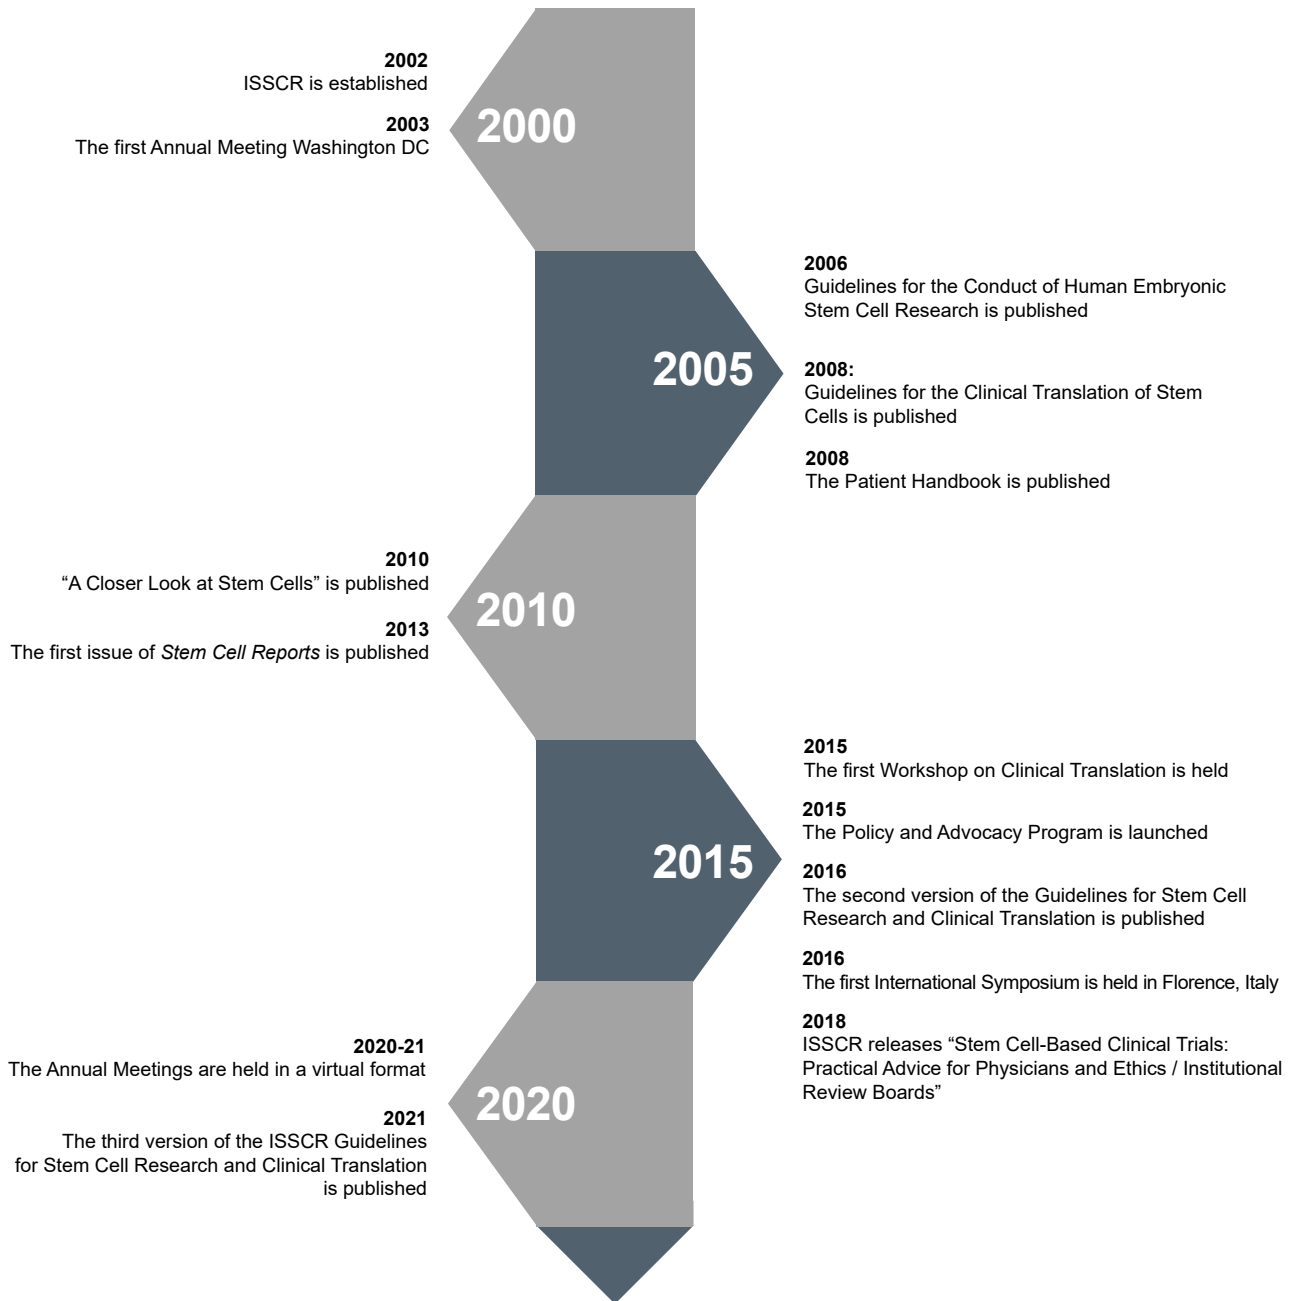 2002
ISSCR is established
2003
The first Annual Meeting Washington DC
2000
2006
Guidelines for the Conduct of Human Embryonic
Stem Cell Research is published
2008:
Guidelines for the Clinical Translation of Stem
Cells is published
2008
The Patient Handbook is published
2005
2010
“A Closer Look at Stem Cells” is published
2013
The first issue of Stem Cell Reports is published
2010
2015
The first Workshop on Clinical Translation is held
2015
The Policy and Advocacy Program is launched
2016
The second version of the Guidelines for Stem Cell
Research and Clinical Translation is published
2016
The first International Symposium is held in Florence, Italy
2018
ISSCR releases “Stem Cell-Based Clinical Trials:
Practical Advice for Physicians and Ethics / Institutional
Review Boards”
2015
2020-21
The Annual Meetings are held in a virtual format
2021
The third version of the ISSCR Guidelines
for Stem Cell Research and Clinical Translation
is published
2020